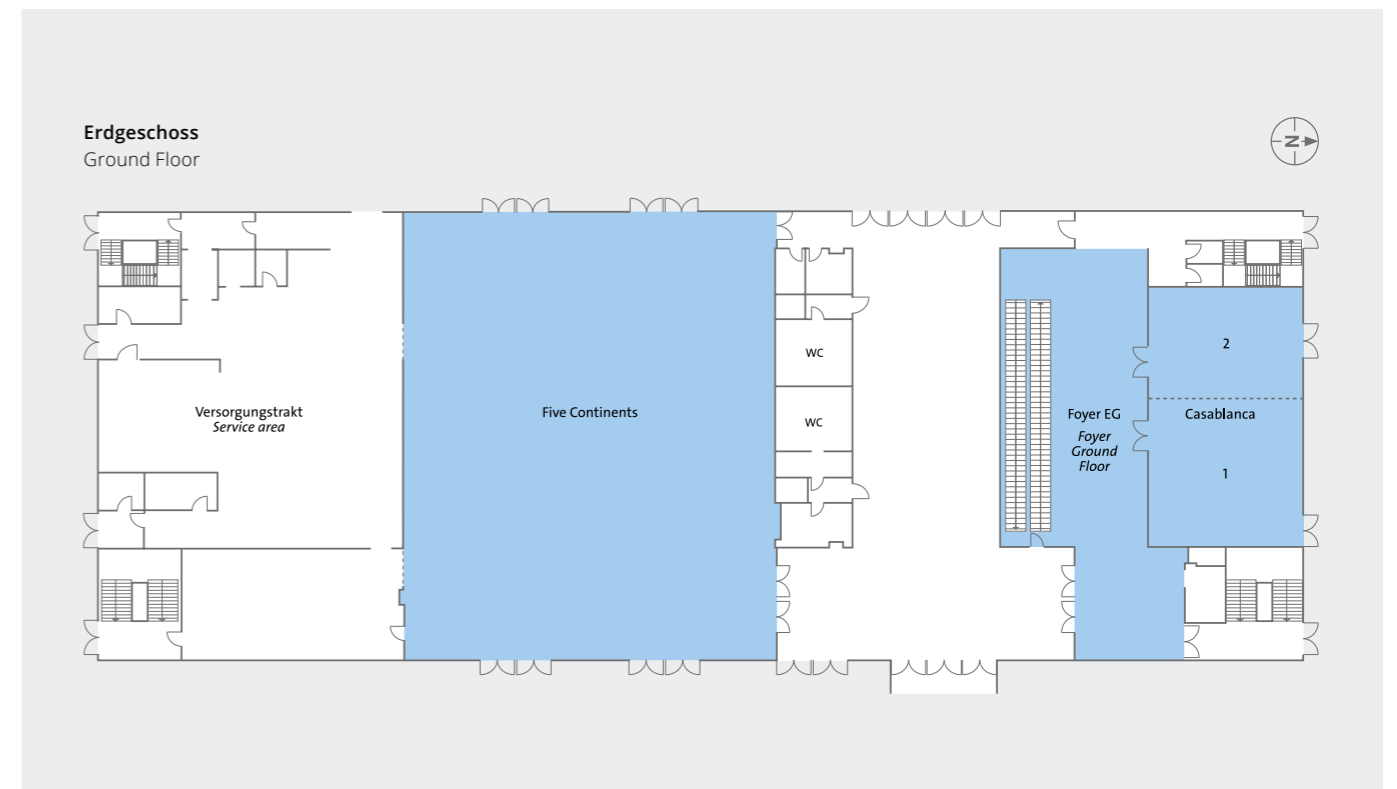 Erdgeschoss
Ground Floor
N
WC
2
Versorgungstrakt
Service area
Five Continents
WC
Foyer EG
Foyer
Ground
Floor
Casablanca
1